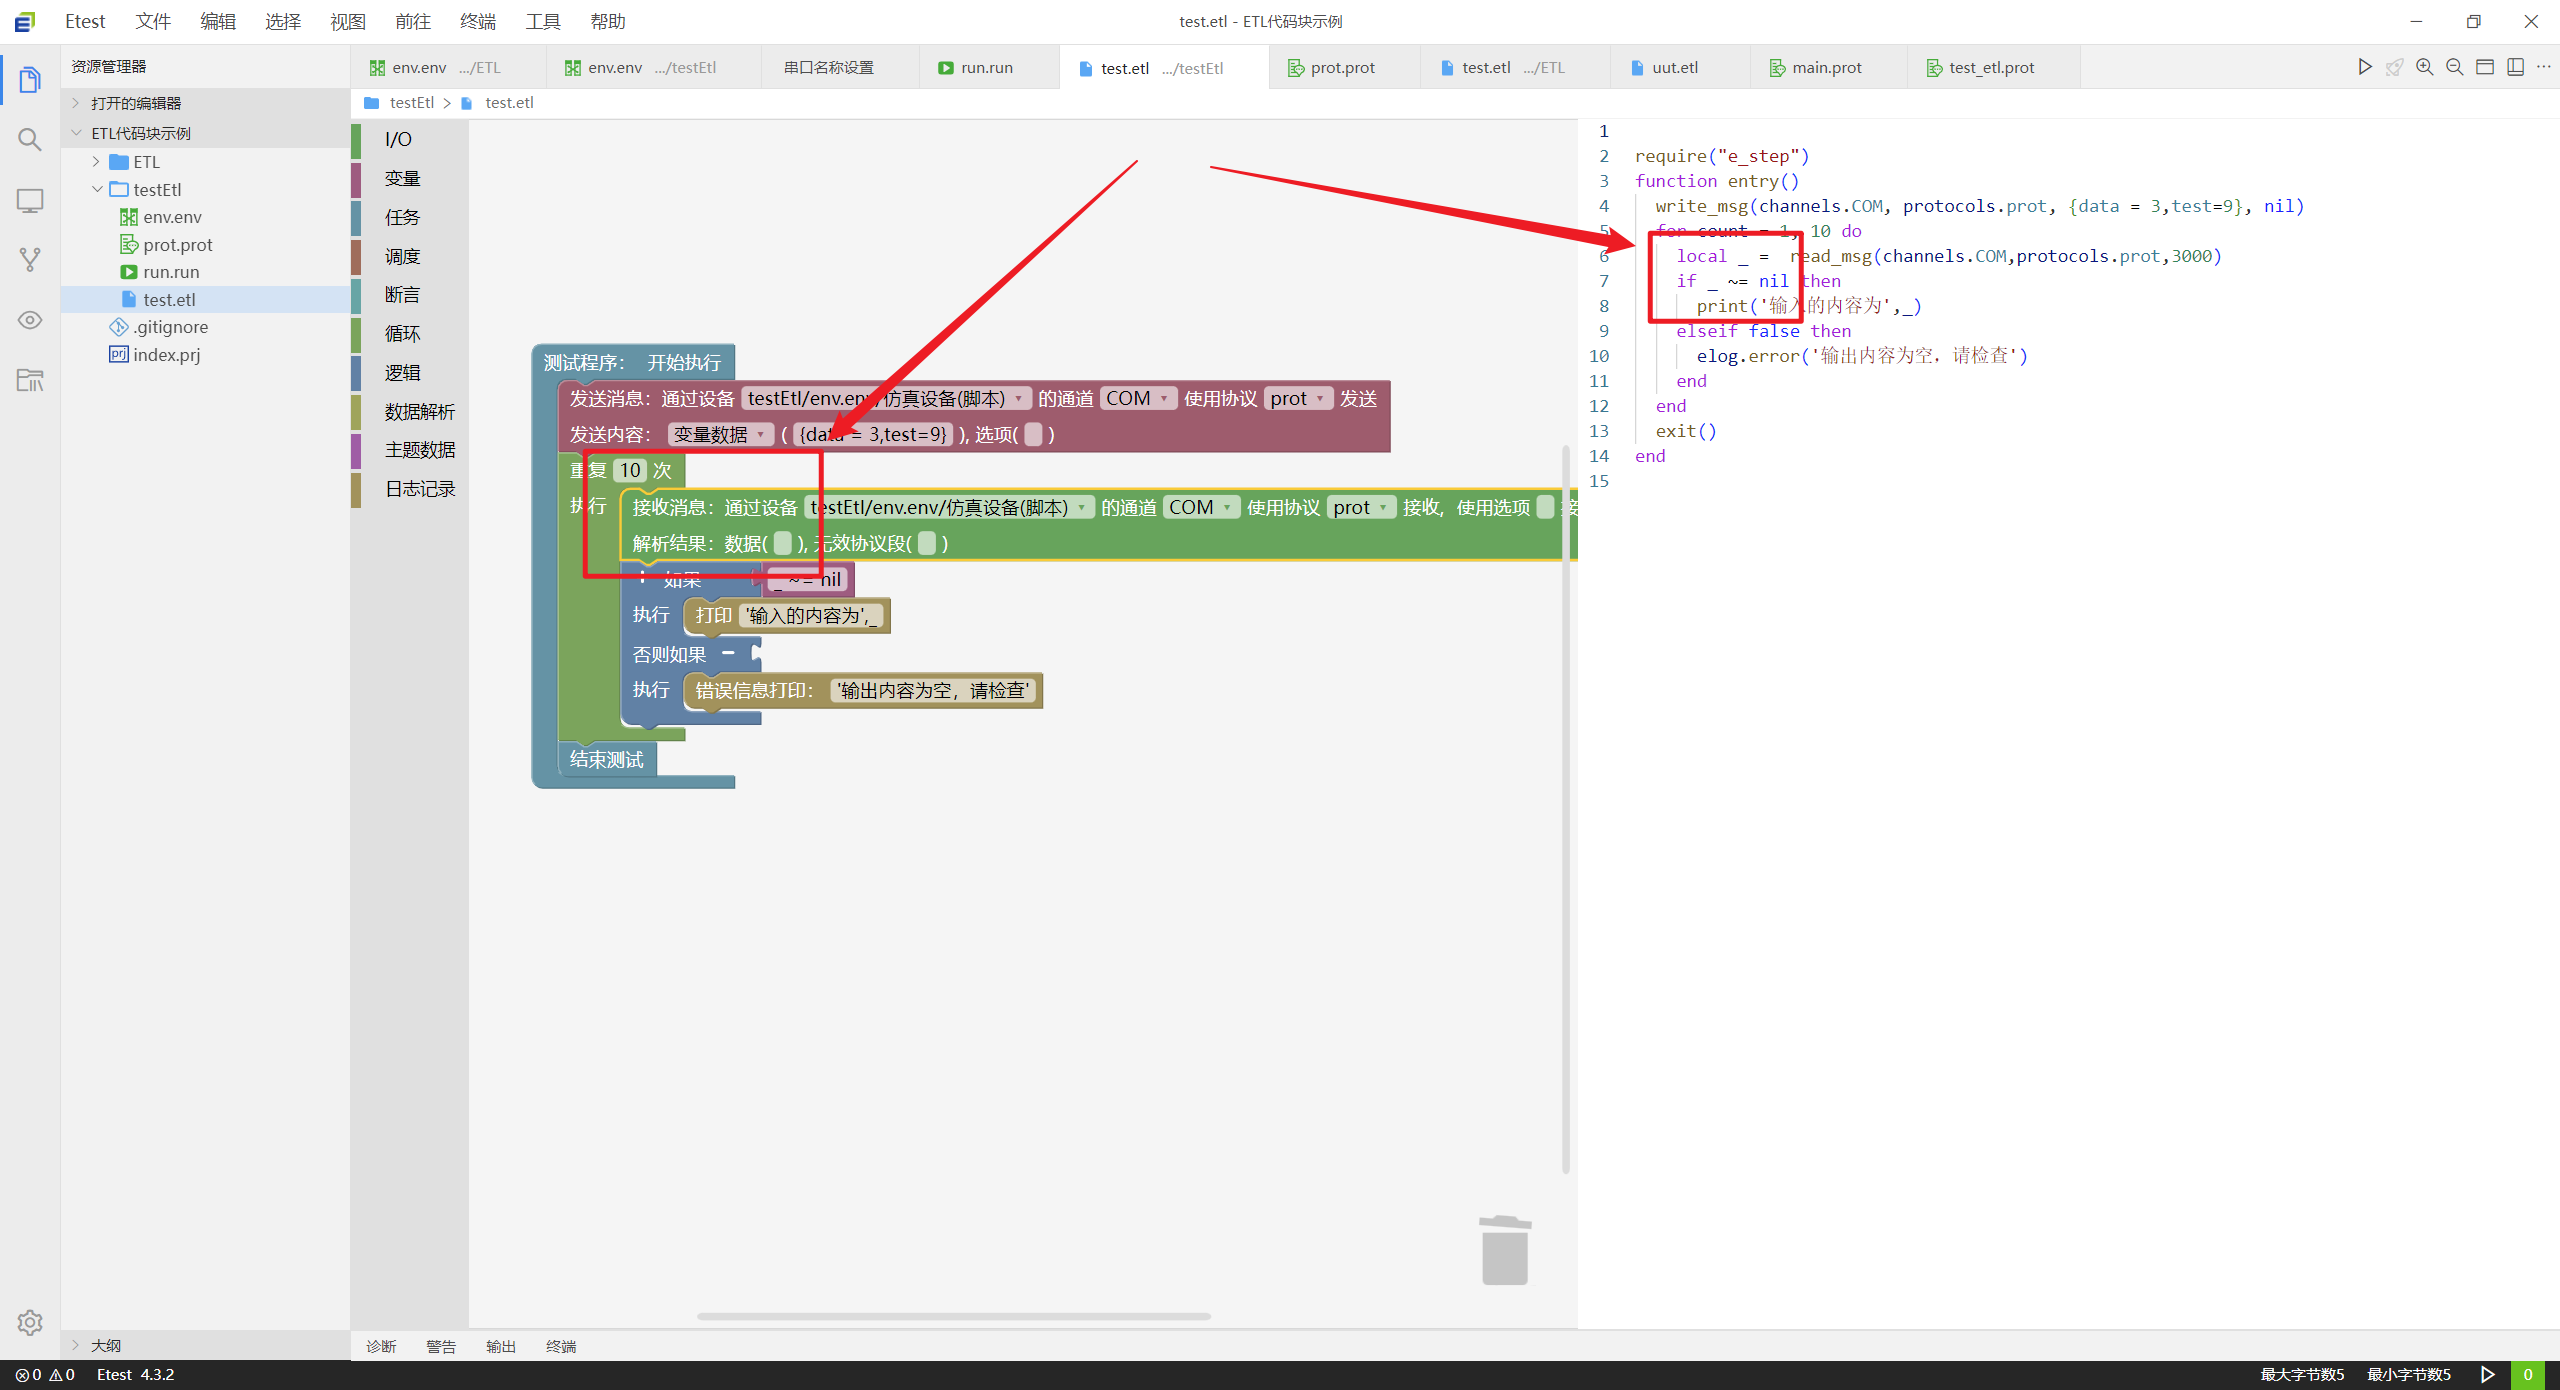 Etest 文件 编辑 选择 视图 前往 终端 工具 帮助
test.etl - ETL代码块示例
资源管理器
打开的编辑器
ETL代码块示例
ETL
testEtl
env.env
prot.prot
run.run
test.etl
.gitignore
index.prj
大纲
env.env .../ETL
env.env .../testEtl
串口名称设置
run.run
test.etl .../testEtl
prot.prot
test.etl .../ETL
uut.etl
main.prot
test_etl.prot
testEtl > test.etl
I/O
变量
任务
调度
断言
循环
逻辑
数据解析
主题数据
日志记录
测试程序： 开始执行
发送消息：通过设备 testEtl/env.env/仿真设备(脚本) 的通道 COM 使用协议 prot 发送
发送内容： 变量数据 ( {data = 3,test=9} ), 选项( )
重复 10 次
执行
接收消息：通过设备 testEtl/env.env/仿真设备(脚本) 的通道 COM 使用协议 prot 接收，使用选项
解析结果：数据( ), 无效协议段( )
如果 _ ~= nil
执行 打印 '输入的内容为',_
否则如果 −
执行 错误信息打印： '输出内容为空，请检查'
结束测试
1
2 require("e_step")
3 function entry()
4 write_msg(channels.COM, protocols.prot, {data = 3,test=9}, nil)
5 for count = 1, 10 do
6 local _ = read_msg(channels.COM,protocols.prot,3000)
7 if _ ~= nil then
8 print('输入的内容为',_)
9 elseif false then
10 elog.error('输出内容为空，请检查')
11 end
12 end
13 exit()
14 end
15
诊断 警告 输出 终端
0 0 Etest 4.3.2
最大字节数5 最小字节数5 0